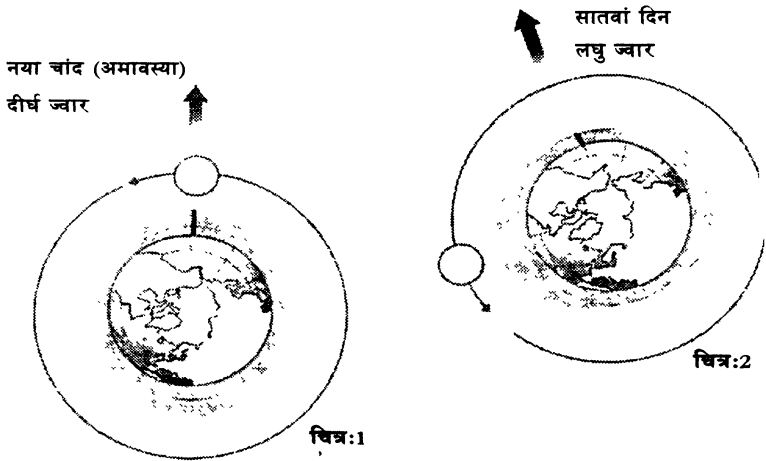 सातवां दिन
लघु ज्वार
नया चांद (अमावस्या)
दीर्घ ज्वार
चित्र:1
चित्र:2